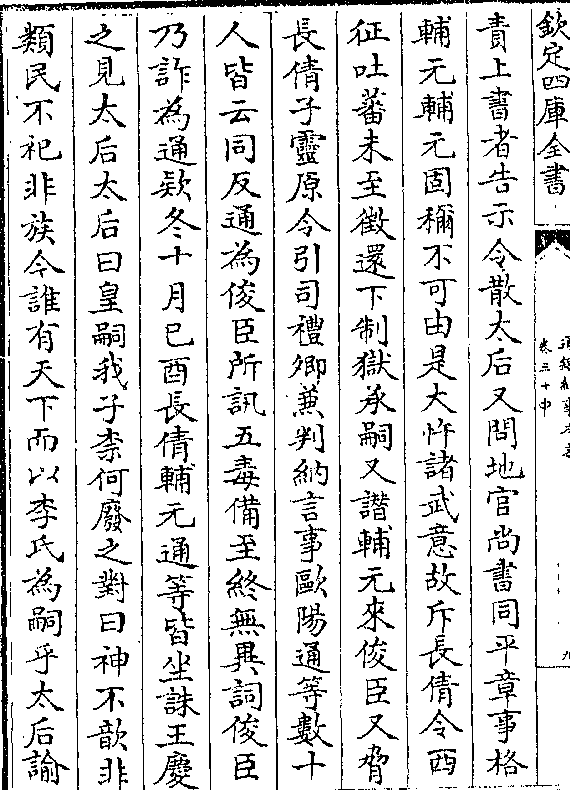 欽定四庫全書
責上書者告示令散太后又問地官尚書同平章事格
輔元輔元固稱不可由是大忤諸武意故斥長倩令西
征吐蕃未至徵還下制獄承嗣又譖輔元來俊臣又脅
長倩子靈原令引司禮卿兼判納言事歐陽通等數十
人皆云同反通為俊臣所訊五毒備至終無異詞俊臣
乃詐為通欵冬十月已酉長倩輔元通等皆坐誅王慶
之見太后太后曰皇嗣我子柰何廢之對曰神不歆非
類民不祀非族今誰有天下而以李氏為嗣乎太后諭